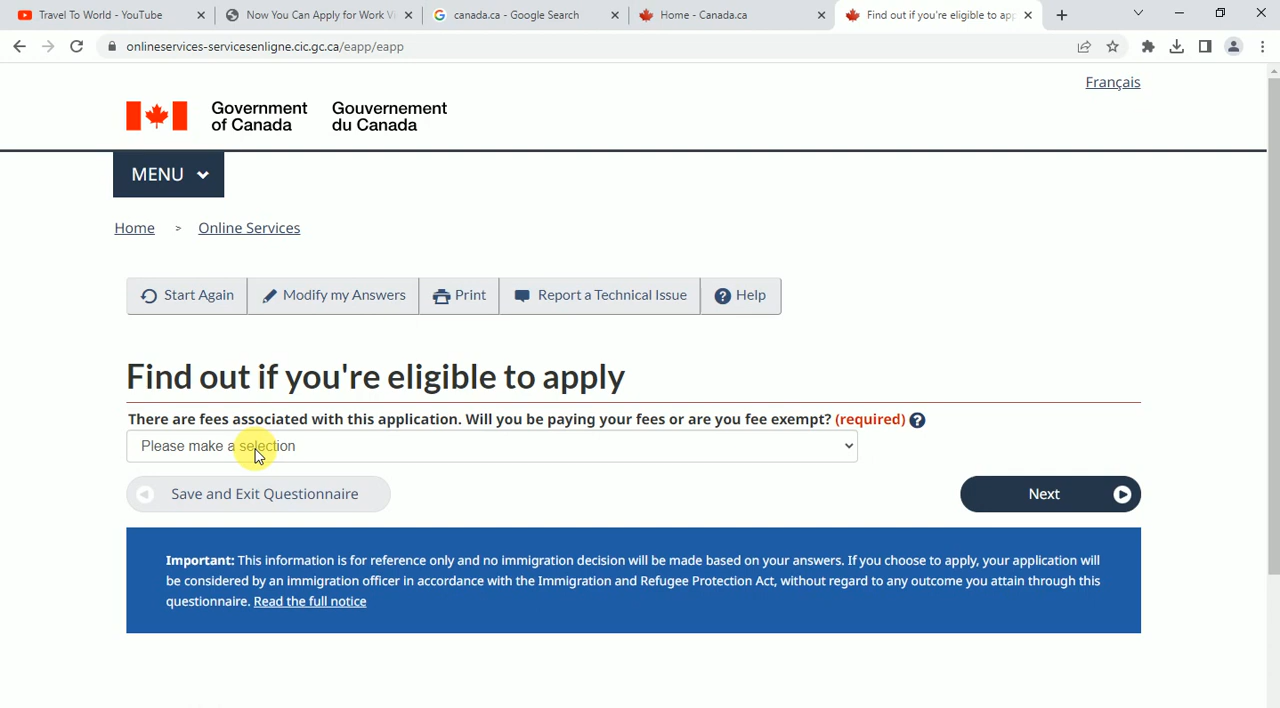 Travel To World - YouTube
Now You Can Apply for Work Vi
canada.ca - Google Search
Home - Canada.ca
Find out if you're eligible to app
onlineservices-servicesenligne.cic.gc.ca/eapp/eapp
Français
Government of Canada
Gouvernement du Canada
MENU
Home > Online Services
Start Again
Modify my Answers
Print
Report a Technical Issue
? Help
Find out if you're eligible to apply
There are fees associated with this application. Will you be paying your fees or are you fee exempt? (required) ?
Please make a selection
Save and Exit Questionnaire
Next
Important: This information is for reference only and no immigration decision will be made based on your answers. If you choose to apply, your application will
be considered by an immigration officer in accordance with the Immigration and Refugee Protection Act, without regard to any outcome you attain through this
questionnaire. Read the full notice